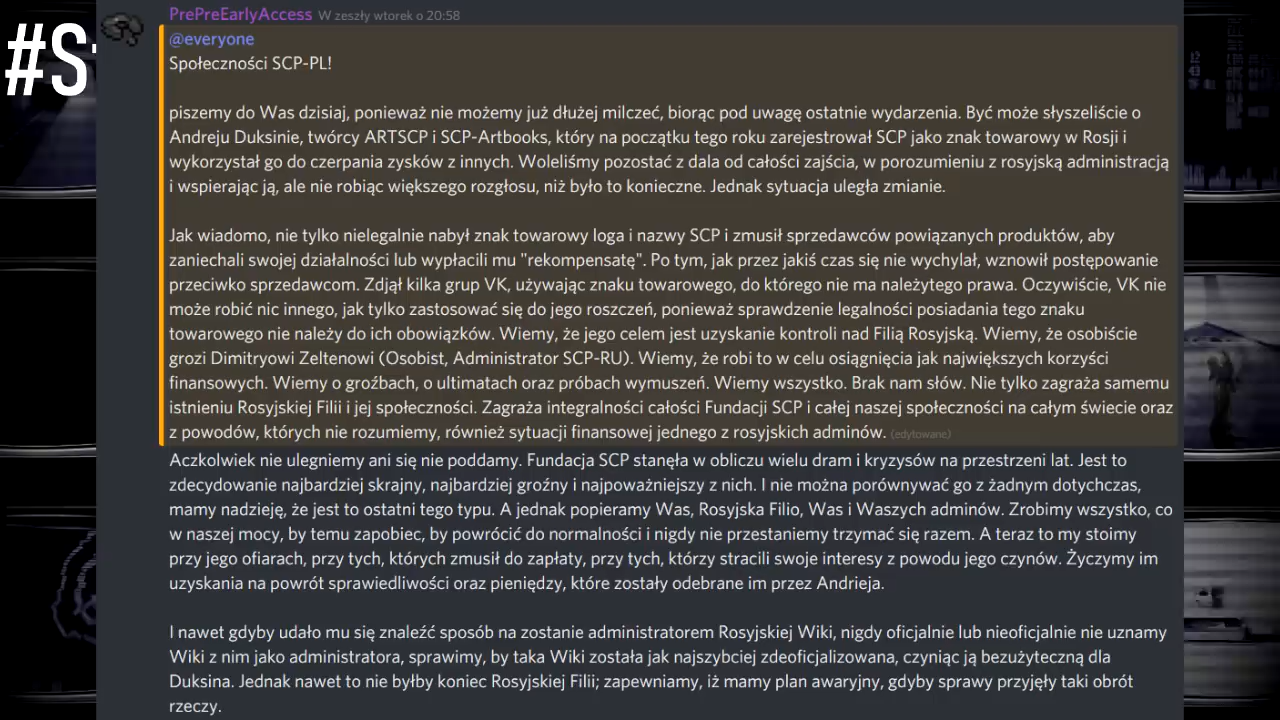 #S
PrePreEarlyAccess W zeszły wtorek o 20:58
@everyone
Społeczności SCP-PL!
piszemy do Was dzisiaj, ponieważ nie możemy już dłużej milczeć, biorąc pod uwagę ostatnie wydarzenia. Być może słyszeliście o
Andreju Duksinie, twórcy ARTSCP i SCP-Artbooks, który na początku tego roku zarejestrował SCP jako znak towarowy w Rosji i
wykorzystał go do czerpania zysków z innych. Woleliśmy pozostać z dala od całości zajścia, w porozumieniu z rosyjską administracją
i wspierając ją, ale nie robiąc większego rozgłosu, niż było to konieczne. Jednak sytuacja uległa zmianie.
Jak wiadomo, nie tylko nielegalnie nabył znak towarowy loga i nazwy SCP i zmusił sprzedawców powiązanych produktów, aby
zaniechali swojej działalności lub wypłacili mu "rekompensatę". Po tym, jak przez jakiś czas się nie wychylał, wznowił postępowanie
przeciwko sprzedawcom. Zdjął kilka grup VK, używając znaku towarowego, do którego nie ma należytego prawa. Oczywiście, VK nie
może robić nic innego, jak tylko zastosować się do jego roszczeń, ponieważ sprawdzenie legalności posiadania tego znaku
towarowego nie należy do ich obowiązków. Wiemy, że jego celem jest uzyskanie kontroli nad Filią Rosyjską. Wiemy, że osobiście
grozi Dimitryowi Zeltenowi (Osobist, Administrator SCP-RU). Wiemy, że robi to w celu osiągnięcia jak największych korzyści
finansowych. Wiemy o groźbach, o ultimatach oraz próbach wymuszeń. Wiemy wszystko. Brak nam słów. Nie tylko zagraża samemu
istnieniu Rosyjskiej Filii i jej społeczności. Zagraża integralności całości Fundacji SCP i całej naszej społeczności na całym świecie oraz
z powodów, których nie rozumiemy, również sytuacji finansowej jednego z rosyjskich adminów. (edytowane)
Aczkolwiek nie ulegniemy ani się nie poddamy. Fundacja SCP stanęła w obliczu wielu dram i kryzysów na przestrzeni lat. Jest to
zdecydowanie najbardziej skrajny, najbardziej groźny i najpoważniejszy z nich. I nie można porównywać go z żadnym dotychczas,
mamy nadzieję, że jest to ostatni tego typu. A jednak popieramy Was, Rosyjska Filio, Was i Waszych adminów. Zrobimy wszystko, co
w naszej mocy, by temu zapobiec, by powrócić do normalności i nigdy nie przestaniemy trzymać się razem. A teraz to my stoimy
przy jego ofiarach, przy tych, których zmusił do zapłaty, przy tych, którzy stracili swoje interesy z powodu jego czynów. Życzymy im
uzyskania na powrót sprawiedliwości oraz pieniędzy, które zostały odebrane im przez Andrieja.
I nawet gdyby udało mu się znaleźć sposób na zostanie administratorem Rosyjskiej Wiki, nigdy oficjalnie lub nieoficjalnie nie uznamy
Wiki z nim jako administratora, sprawimy, by taka Wiki została jak najszybciej zdeoficjalizowana, czyniąc ją bezużyteczną dla
Duksina. Jednak nawet to nie byłby koniec Rosyjskiej Filii; zapewniamy, iż mamy plan awaryjny, gdyby sprawy przyjęły taki obrót
rzeczy.